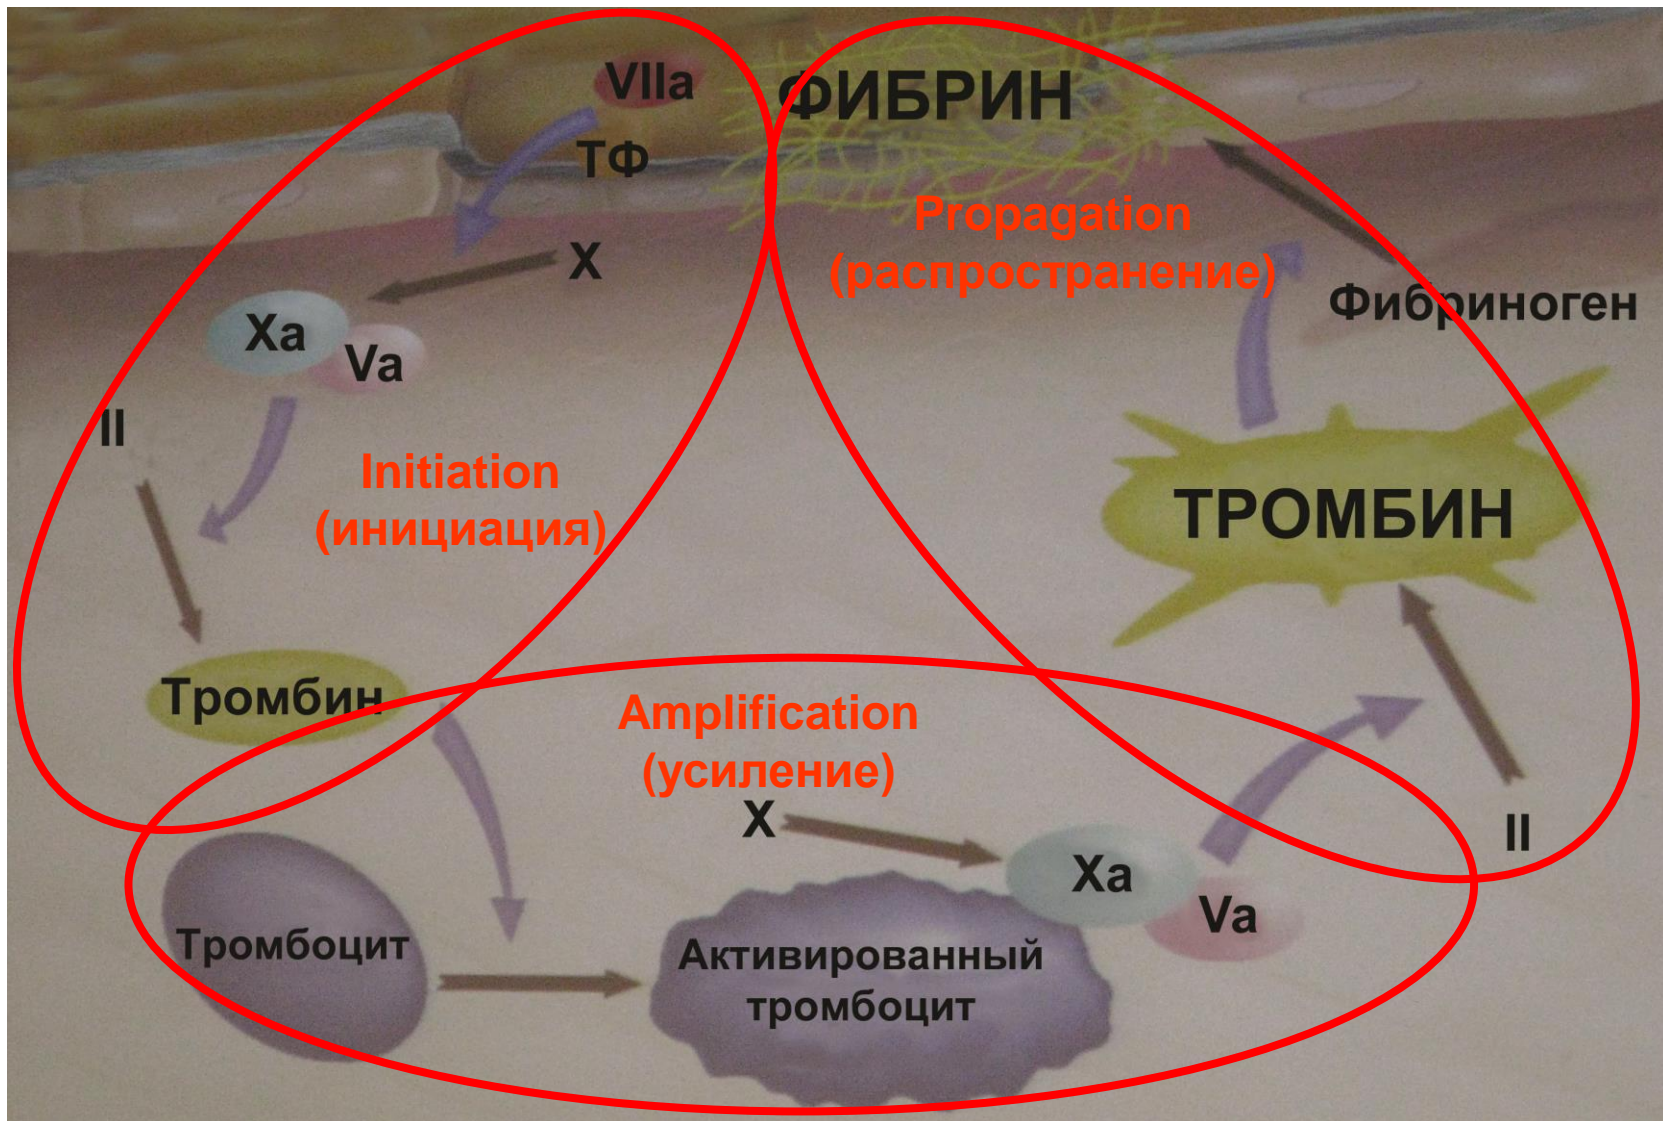 VIIa
ТФ
X
Xa
Va
II
Initiation
(инициация)
Тромбин
ФИБРИН
Propagation
(распространение)
Фибриноген
ТРОМБИН
II
Amplification
(усиление)
X
Xa
Va
Тромбоцит
Активированный
тромбоцит